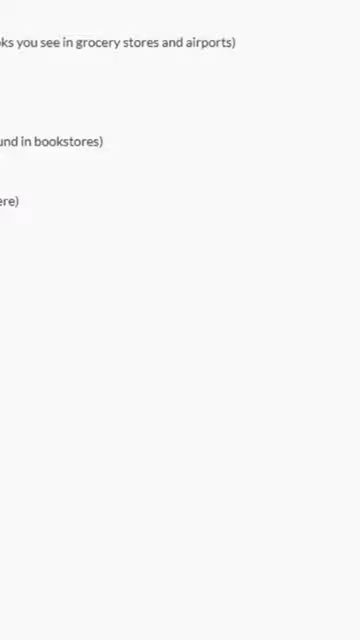 ks you see in grocery stores and airports)
und in bookstores)
ere)